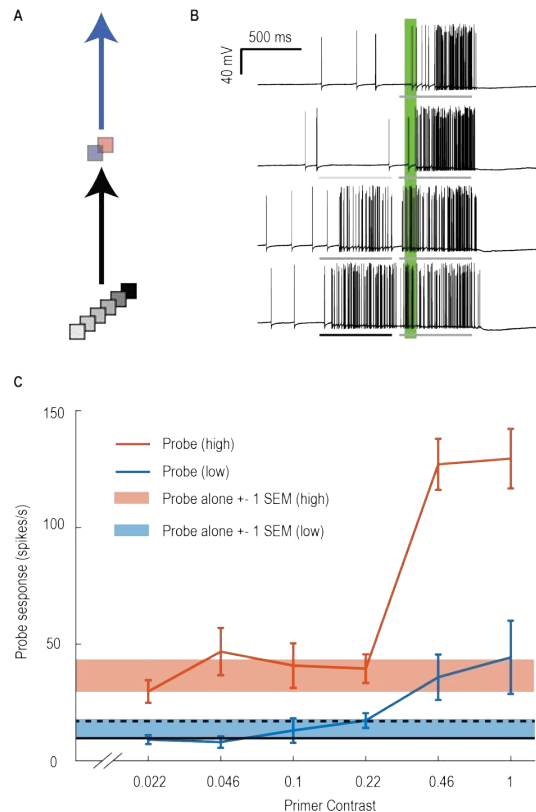 A
B
500 ms
40 mV
C
150
100
50
0
Probe sesponse (spikes/s)
Probe (high)
Probe (low)
Probe alone +- 1 SEM (high)
Probe alone +- 1 SEM (low)
0.022 0.046 0.1 0.22 0.46 1
Primer Contrast